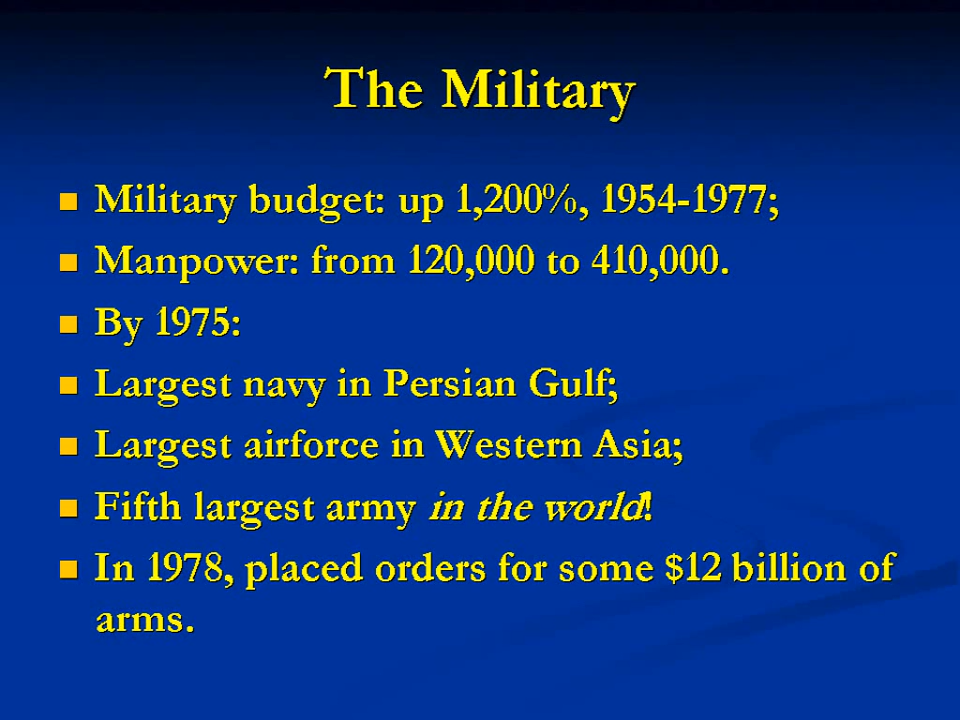 The Military
Military budget: up 1,200%, 1954-1977;
Manpower: from 120,000 to 410,000.
By 1975:
Largest navy in Persian Gulf;
Largest airforce in Western Asia;
Fifth largest army in the world!
In 1978, placed orders for some $12 billion of
arms.